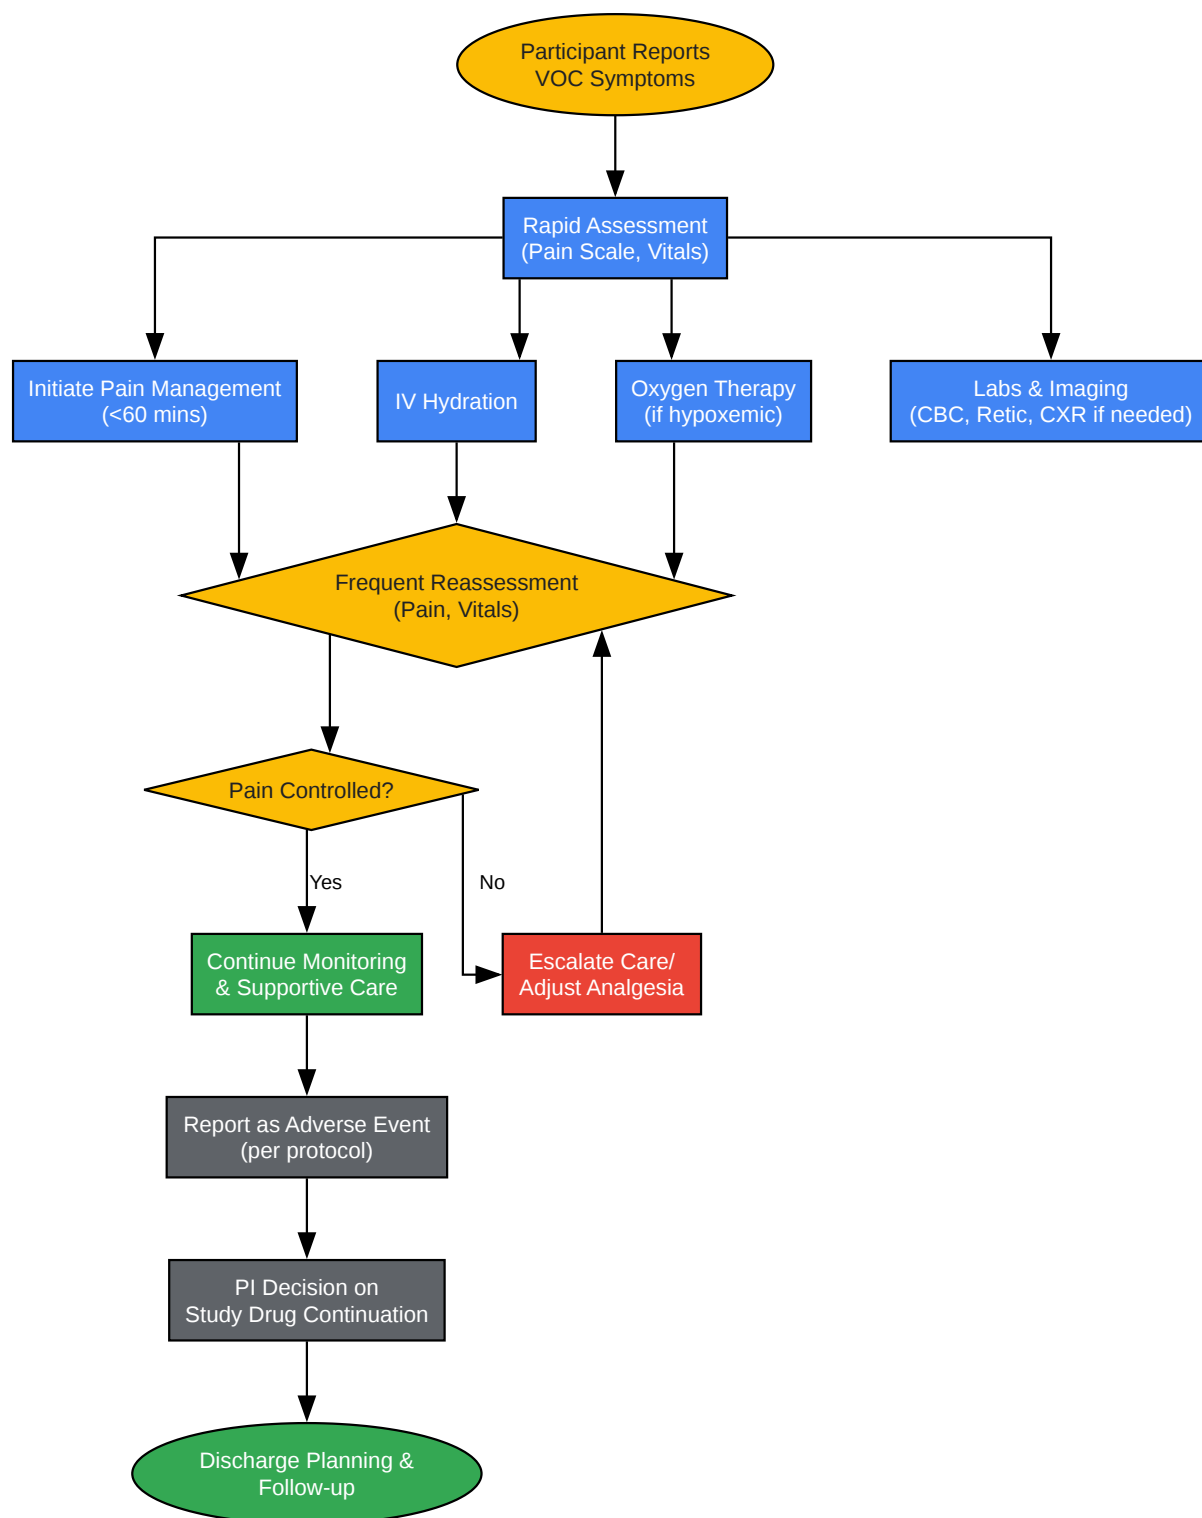 Participant Reports
VOC Symptoms
Rapid Assessment
(Pain Scale, Vitals)
Initiate Pain Management
(<60 mins)
IV Hydration
Oxygen Therapy
(if hypoxemic)
Labs & Imaging
(CBC, Retic, CXR if needed)
Frequent Reassessment
(Pain, Vitals)
Pain Controlled?
Yes
No
Continue Monitoring
& Supportive Care
Escalate Care/
Adjust Analgesia
Report as Adverse Event
(per protocol)
PI Decision on
Study Drug Continuation
Discharge Planning &
Follow-up